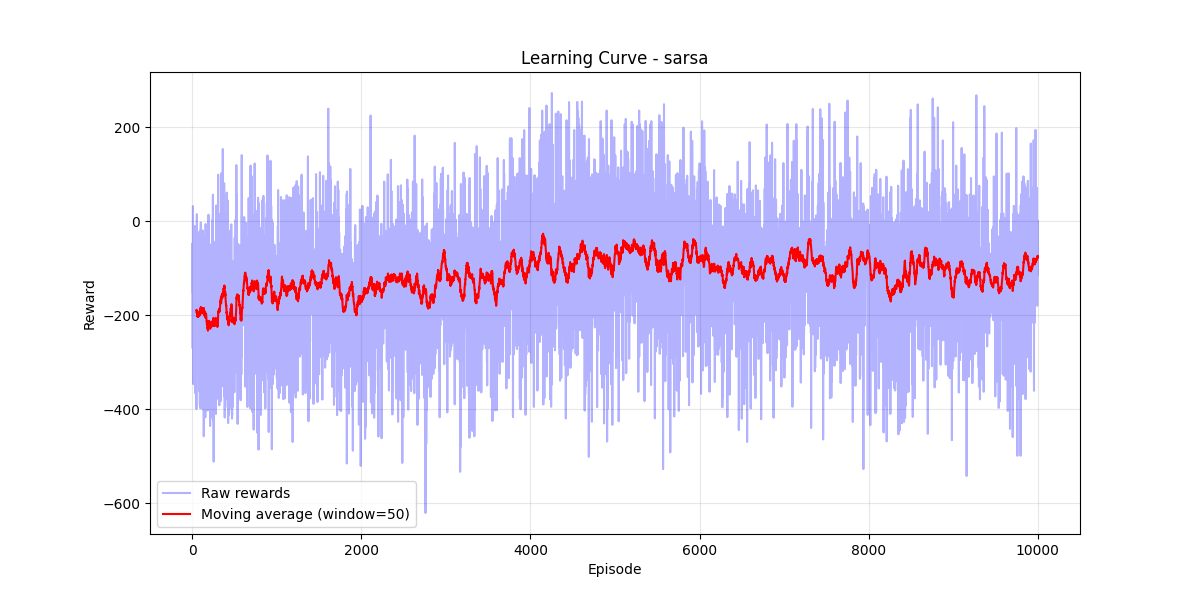 Learning Curve - sarsa
Reward
200
0
−200
−400
−600
Raw rewards
Moving average (window=50)
0
2000
4000
6000
8000
10000
Episode